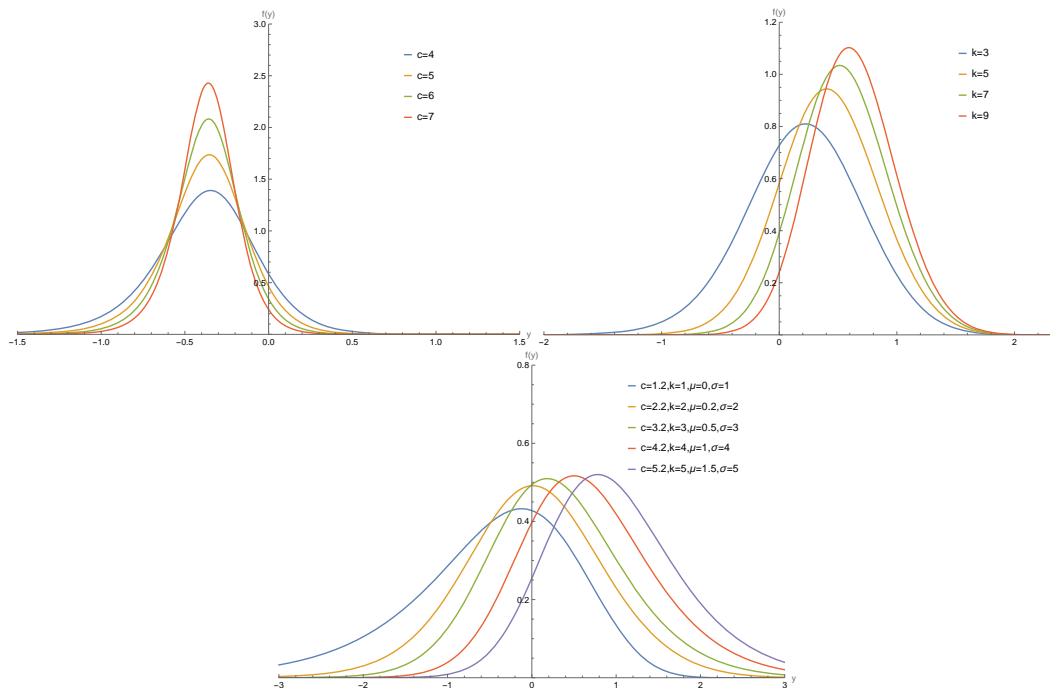 f(y)
3.0
2.5
2.0
1.5
1.0
0.5
−1.5 −1.0 −0.5 0.0 0.5 1.0 1.5
y
c=4
c=5
c=6
c=7
f(y)
1.2
1.0
0.8
0.6
0.4
0.2
−2 −1 0 1 2
k=3
k=5
k=7
k=9
f(y)
0.8
0.6
0.4
0.2
−3 −2 −1 0 1 2 3
y
c=1.2,k=1,μ=0,σ=1
c=2.2,k=2,μ=0.2,σ=2
c=3.2,k=3,μ=0.5,σ=3
c=4.2,k=4,μ=1,σ=4
c=5.2,k=5,μ=1.5,σ=5